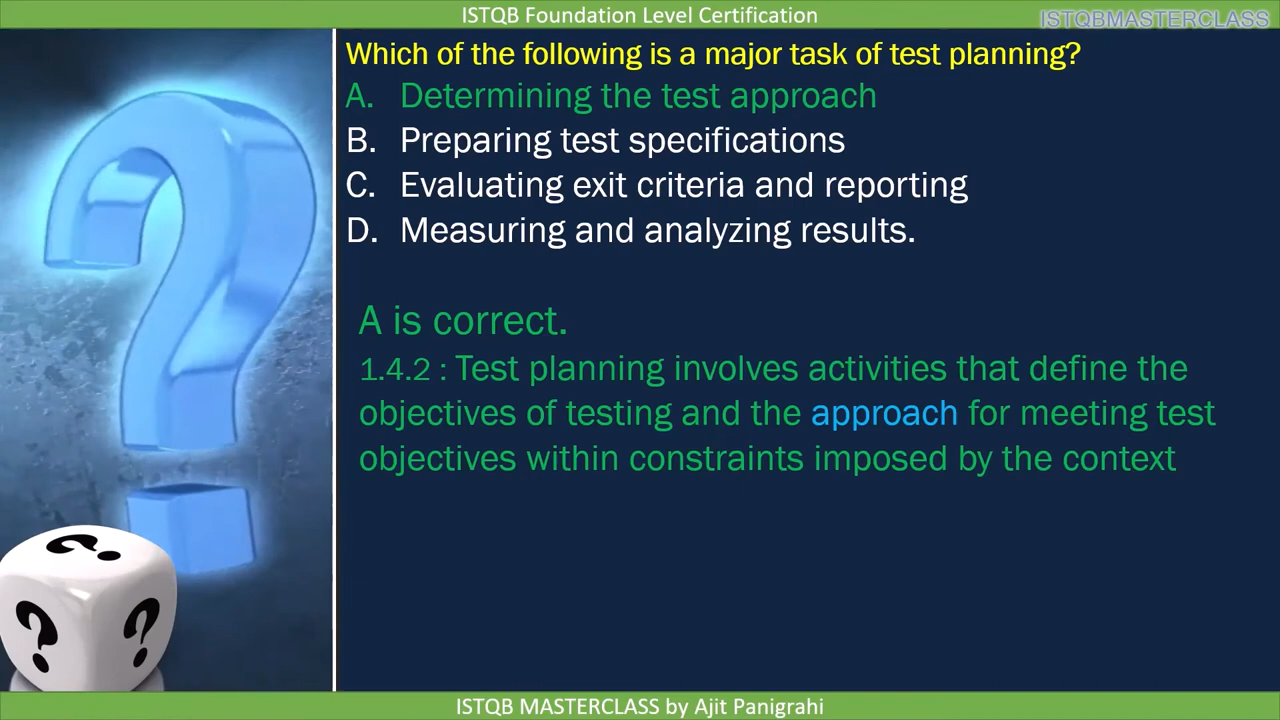 ISTQB Foundation Level Certification
ISTQBMASTERCLASS
Which of the following is a major task of test planning?
A. Determining the test approach
B. Preparing test specifications
C. Evaluating exit criteria and reporting
D. Measuring and analyzing results.
A is correct.
1.4.2 : Test planning involves activities that define the
objectives of testing and the approach for meeting test
objectives within constraints imposed by the context
? ? ?
ISTQB MASTERCLASS by Ajit Panigrahi